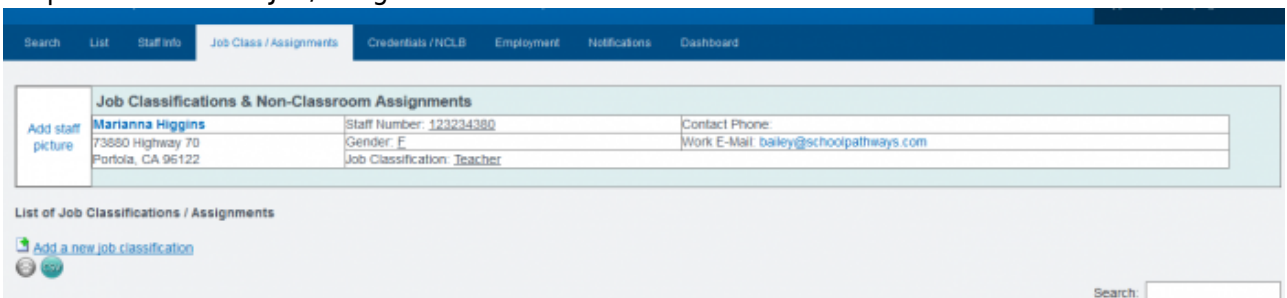 Search List Staff Info Job Class / Assignments Credentials / NCLB Employment Notifications Dashboard
Job Classifications & Non-Classroom Assignments
Add staff picture
Marianna Higgins Staff Number: 123234380 Contact Phone:
73880 Highway 70 Gender: F Work E-Mail: bailey@schoolpathways.com
Portola, CA 96122 Job Classification: Teacher
List of Job Classifications / Assignments
Add a new job classification
CSV
Search: